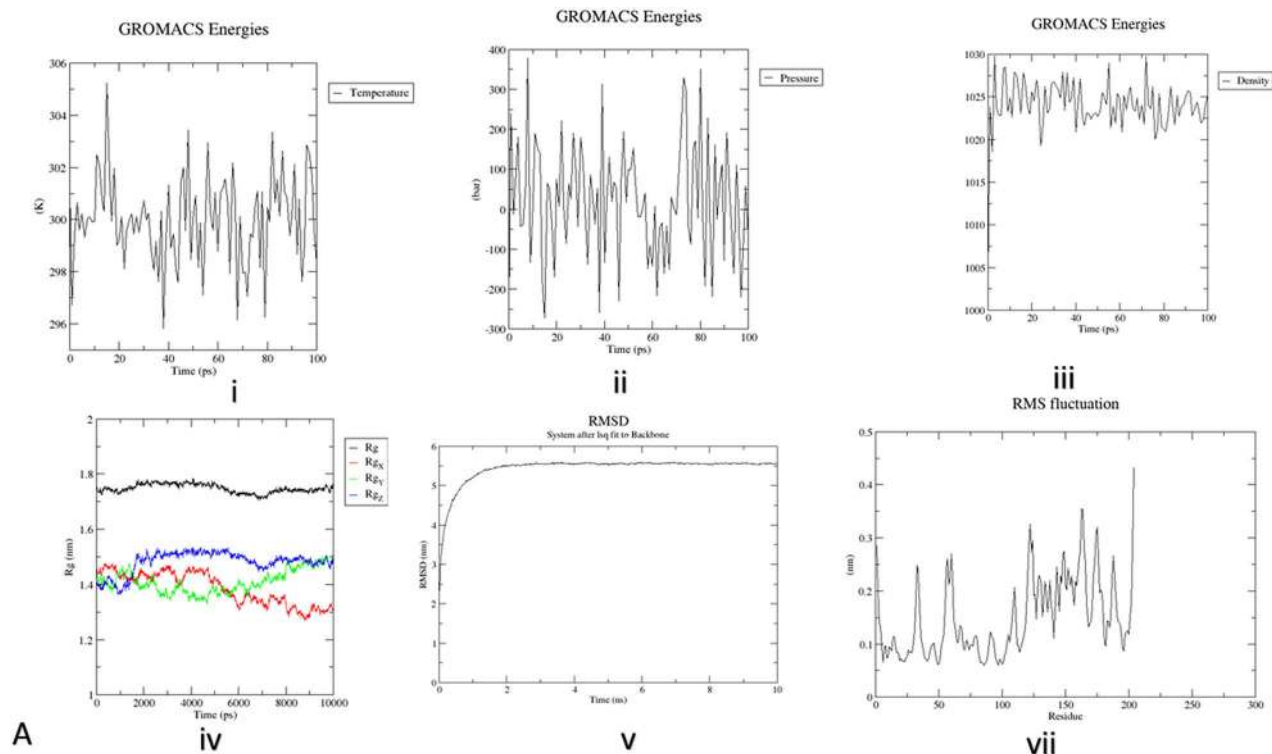 GROMACS Energies
306
304
302
300
298
296
(K)
0 20 40 60 80 100
Time (ps)
Temperature
i
GROMACS Energies
400
300
200
100
0
-100
-200
-300
(bar)
0 20 40 60 80 100
Time (ps)
Pressure
ii
GROMACS Energies
1030
1025
1020
1015
1010
1005
1000
0 20 40 60 80 100
Time (ps)
Density
iii
2
1.8
1.6
1.4
1.2
1
Rg (nm)
0 2000 4000 6000 8000 10000
Time (ps)
Rg
RgX
RgY
RgZ
A
iv
RMSD
System after lsq fit to Backbone
6
5
4
3
2
1
0
RMSD (nm)
0 2 4 6 8 10
Time (ns)
v
RMS fluctuation
0.5
0.4
0.3
0.2
0.1
0
(nm)
0 50 100 150 200 250 300
Residue
vii